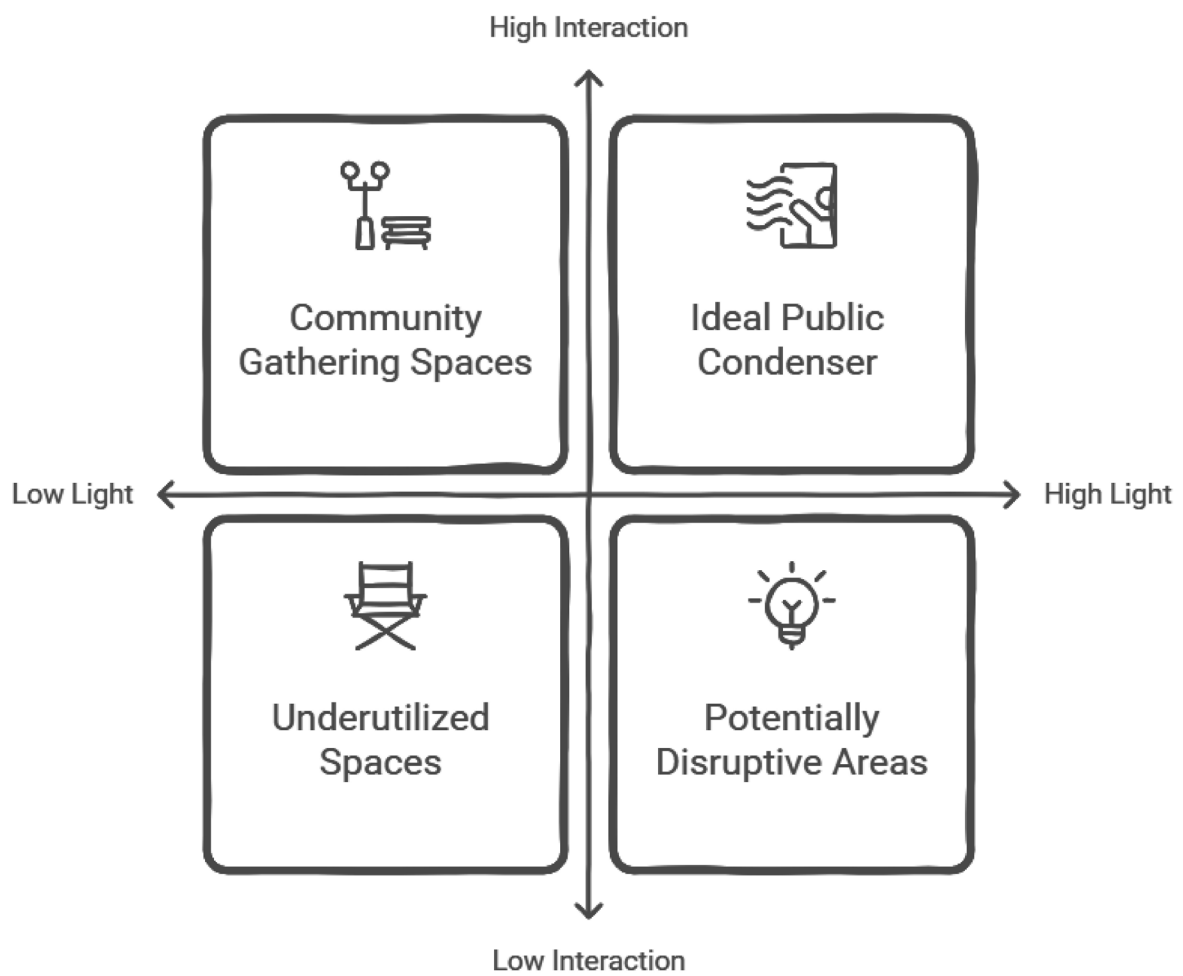 High Interaction
Community
Gathering Spaces
Ideal Public
Condenser
Low Light
High Light
Underutilized
Spaces
Potentially
Disruptive Areas
Low Interaction